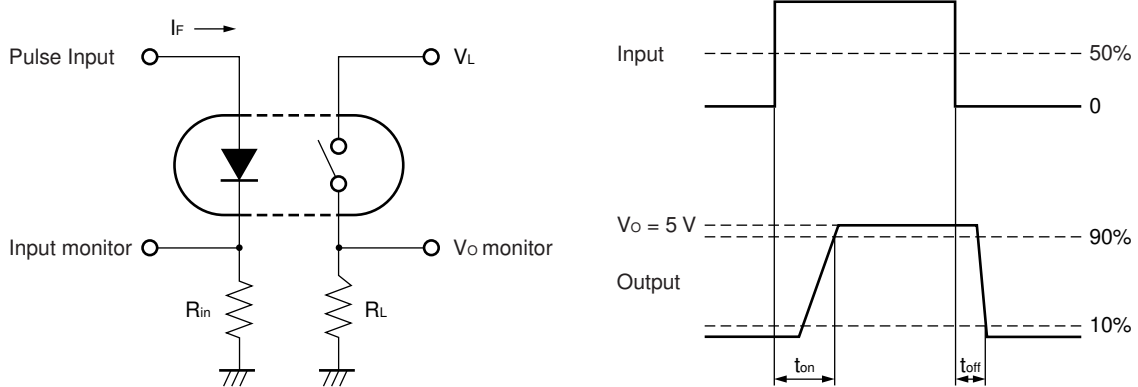 IF
Pulse Input
VL
Input monitor
VO monitor
Rin
RL
Input
50%
0
VO = 5 V
90%
Output
10%
ton
toff